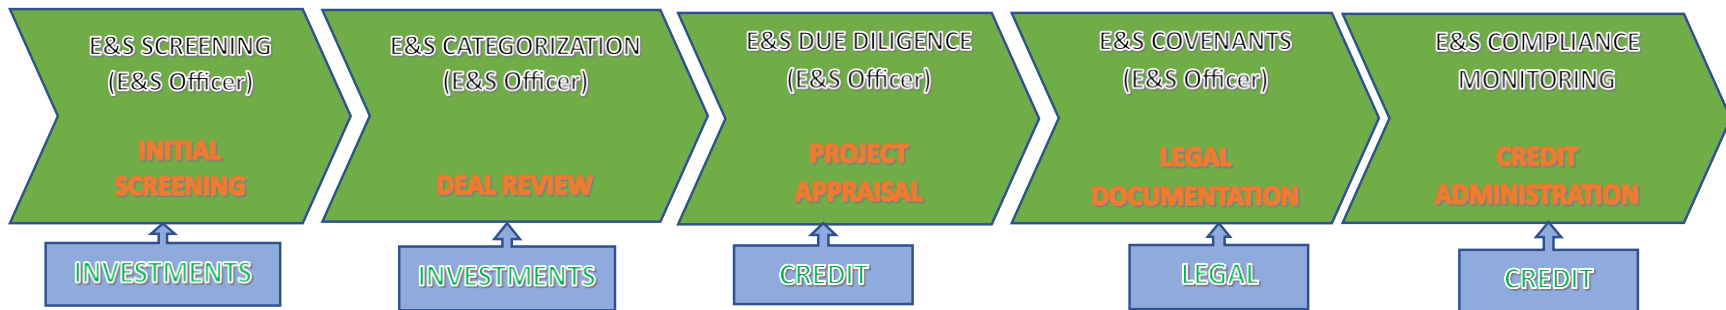 E&S SCREENING
(E&S Officer)
INITIAL
SCREENING
INVESTMENTS
E&S CATEGORIZATION
(E&S Officer)
DEAL REVIEW
INVESTMENTS
E&S DUE DILIGENCE
(E&S Officer)
PROJECT
APPRAISAL
CREDIT
E&S COVENANTS
(E&S Officer)
LEGAL
DOCUMENTATION
LEGAL
E&S COMPLIANCE
MONITORING
CREDIT
ADMINISTRATION
CREDIT